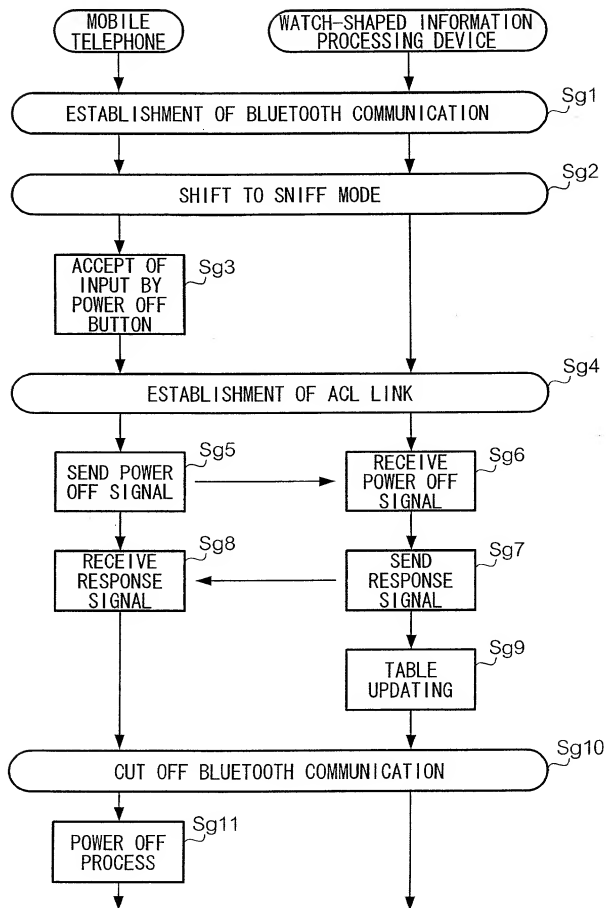 MOBILE
TELEPHONE
WATCH-SHAPED INFORMATION
PROCESSING DEVICE
Sg1
ESTABLISHMENT OF BLUETOOTH COMMUNICATION
Sg2
SHIFT TO SNIFF MODE
Sg3
ACCEPT OF
INPUT BY
POWER OFF
BUTTON
Sg4
ESTABLISHMENT OF ACL LINK
Sg5
SEND POWER
OFF SIGNAL
Sg6
RECEIVE
POWER OFF
SIGNAL
Sg8
RECEIVE
RESPONSE
SIGNAL
Sg7
SEND
RESPONSE
SIGNAL
Sg9
TABLE
UPDATING
Sg10
CUT OFF BLUETOOTH COMMUNICATION
Sg11
POWER OFF
PROCESS